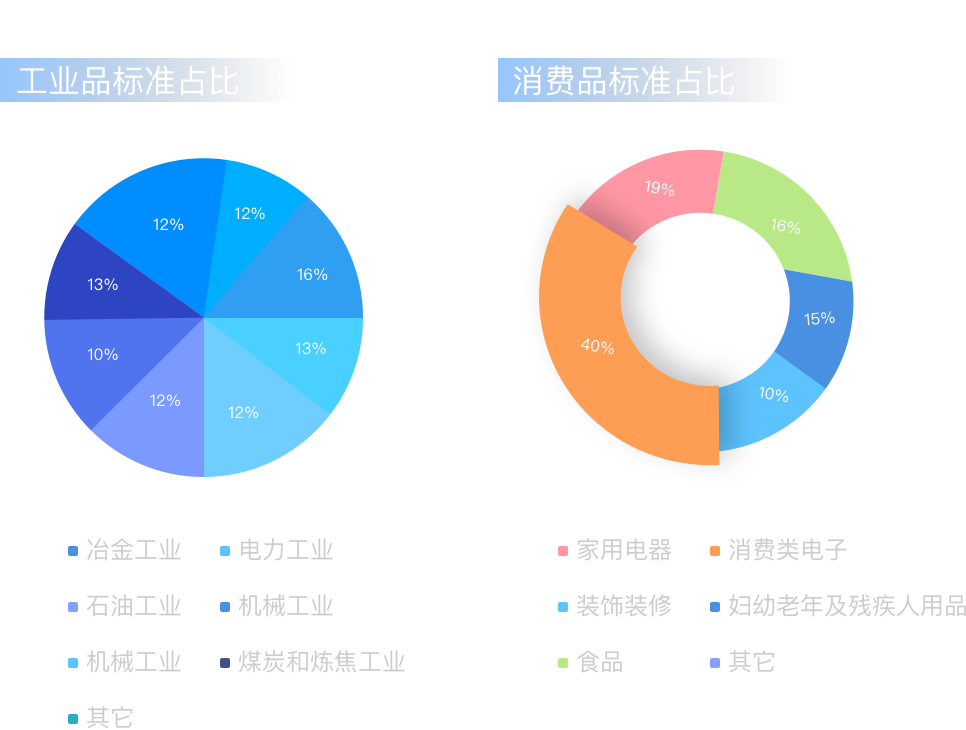 工业品标准占比
消费品标准占比
12%
12%
16%
13%
13%
10%
12%
12%
19%
16%
15%
40%
10%
冶金工业
电力工业
石油工业
机械工业
机械工业
煤炭和炼焦工业
其它
家用电器
消费类电子
装饰装修
妇幼老年及残疾人用品
食品
其它